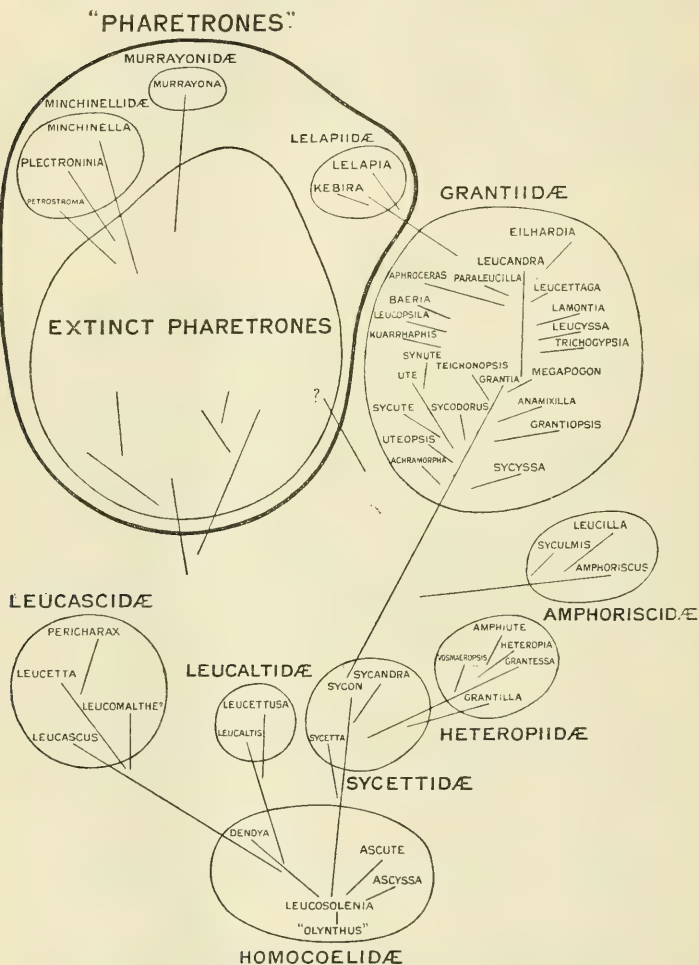 "PHARETRONES"
MURRAYONIDÆ
MURRAYONA
MINCHINELLIDÆ
MINCHINELLA
PLECTRONINIA
PETROSTROMA
LELAPIIDÆ
LELAPIA
KEBIRA
EXTINCT PHARETRONES
?
GRANTIIDÆ
EILHARDIA
LEUCANDRA
APHROCERAS
PARALEUCILLA
LEUCETTAGA
BAERIA
LAMONTIA
LEUCOPSILA
LEUCYSSA
KUARRHAPHIS
TRICHOGYPSIA
SYNUTE
TEICHONOPSIS
UTE
GRANTIA
MEGAPOGON
SYCUTE
SYCODORUS
ANAMIXILLA
GRANTIOPSIS
UTEOPSIS
ACHRAMORPHA
SYCYSSA
LEUCILLA
SYCULMIS
AMPHORISCUS
AMPHORISCIDÆ
LEUCASCIDÆ
PERICHARAX
LEUCETTA
LEUCOMALTHE?
LEUCASCUS
LEUCALTIDÆ
LEUCETTUSA
LEUCALTIS
SYCANDRA
SYCON
SYCETTA
SYCETTIDÆ
AMPHIUTE
HETEROPIA
VOSMAEROPSIS
GRANTESSA
GRANTILLA
HETEROPIIDÆ
DENDYA
ASCUTE
ASCYSSA
LEUCOSOLENIA
"OLYNTHUS"
HOMOCOELIDÆ